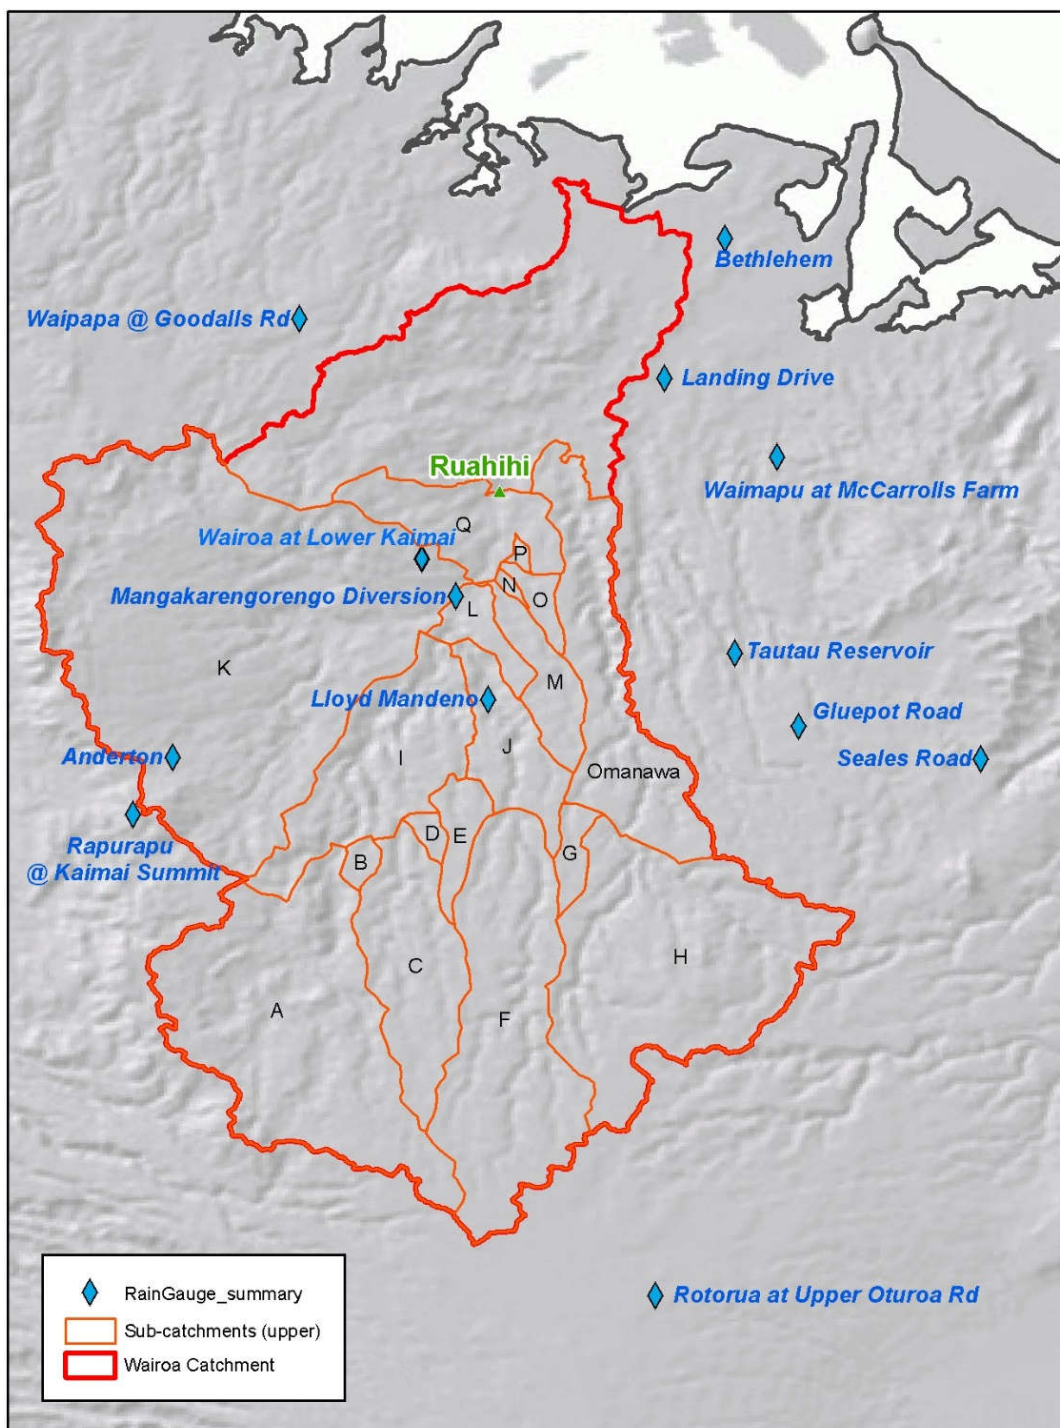 Bethlehem
Waipapa @ Goodalls Rd
Landing Drive
Ruahihi
Waimapu at McCarrolls Farm
Q
Wairoa at Lower Kaimai
P
N
Mangakarengorengo Diversion
O
L
Tautau Reservoir
K
M
Lloyd Mandeno
Gluepot Road
Anderton
I
J
Seales Road
Omanawa
Rapurapu
@ Kaimai Summit
D
E
B
G
C
H
A
F
RainGauge_summary
Rotorua at Upper Oturoa Rd
Sub-catchments (upper)
Wairoa Catchment